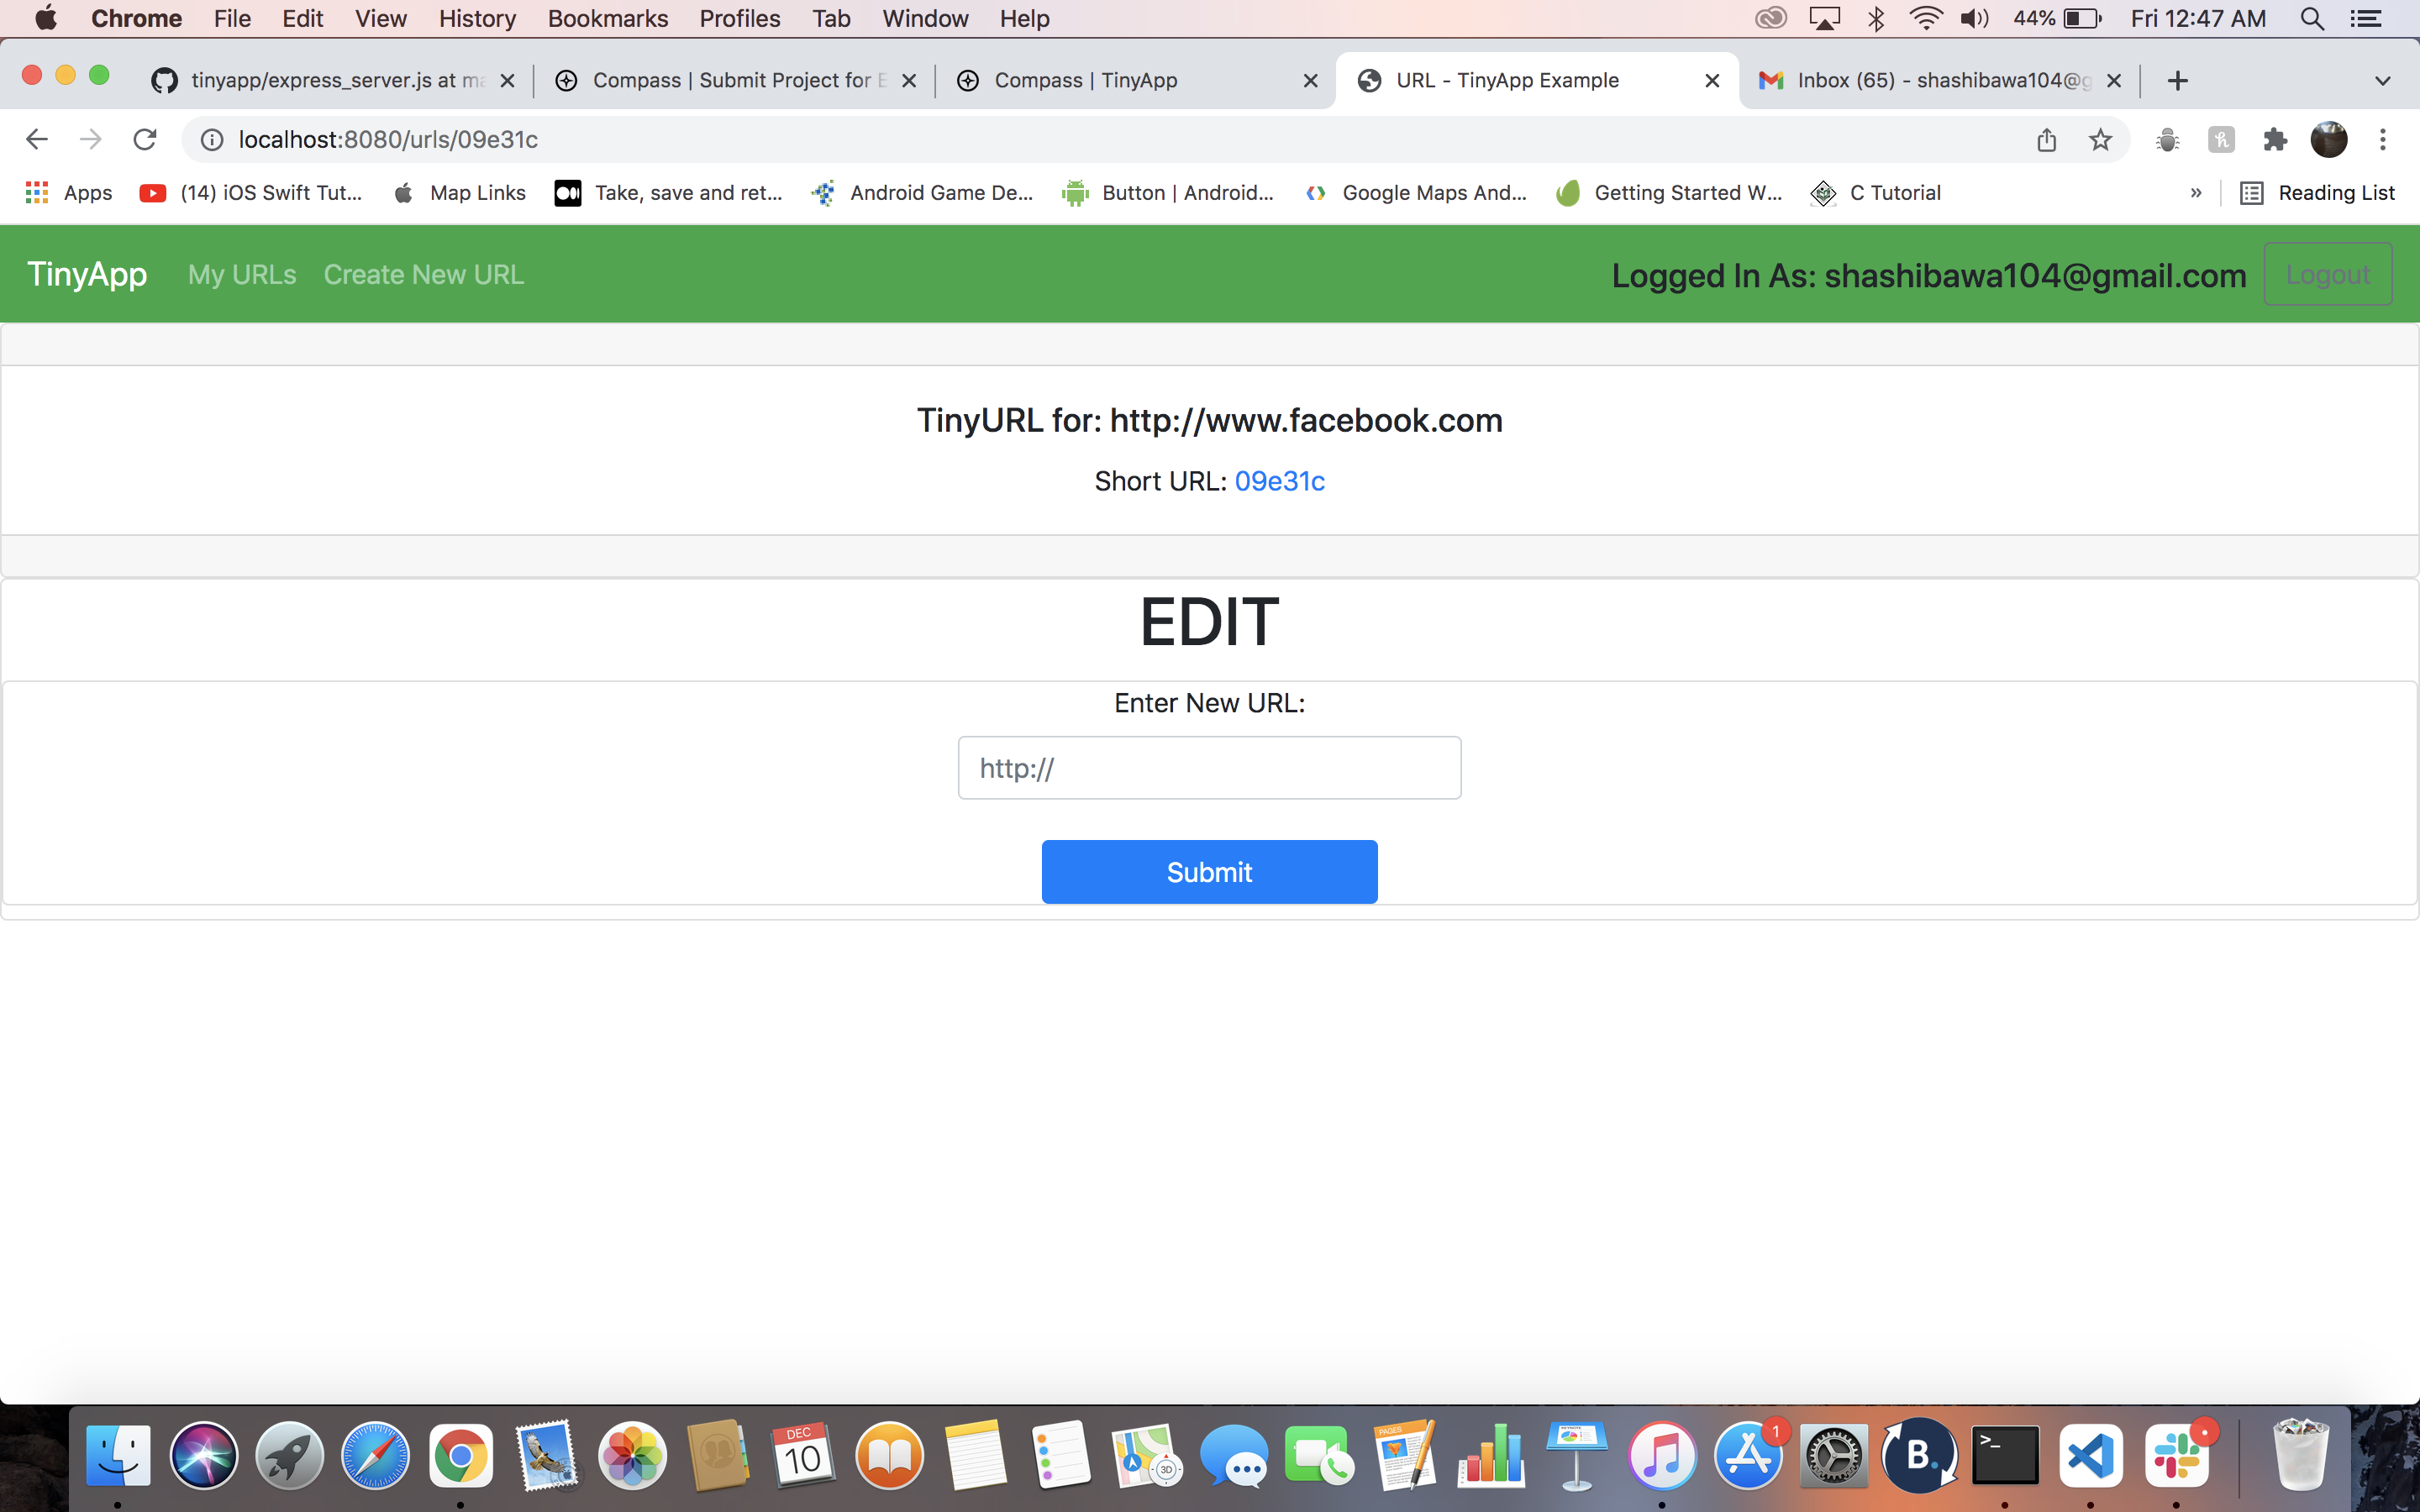 Chrome File Edit View History Bookmarks Profiles Tab Window Help 44% Fri 12:47 AM
tinyapp/express_server.js at ma Compass | Submit Project for E Compass | TinyApp URL - TinyApp Example Inbox (65) - shashibawa104@g
localhost:8080/urls/09e31c
Apps (14) iOS Swift Tut... Map Links Take, save and ret... Android Game De... Button | Android... Google Maps And... Getting Started W... C Tutorial » Reading List
TinyApp My URLs Create New URL Logged In As: shashibawa104@gmail.com Logout
TinyURL for: http://www.facebook.com
Short URL: 09e31c
EDIT
Enter New URL:
http://
Submit
DEC
10
3D
PAGES
1
B.
>_